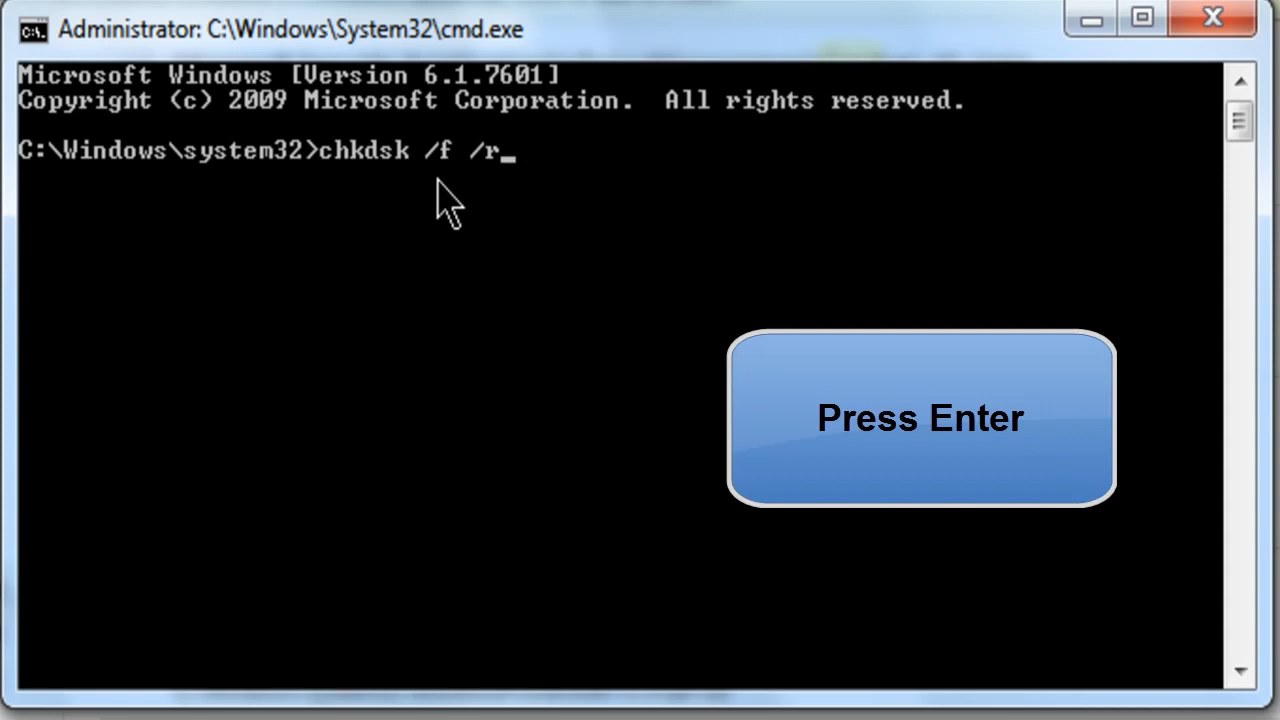 Administrator: C:\Windows\System32\cmd.exe
Microsoft Windows [Version 6.1.7601]
Copyright (c) 2009 Microsoft Corporation.  All rights reserved.
C:\Windows\system32>chkdsk /f /r_
Press Enter